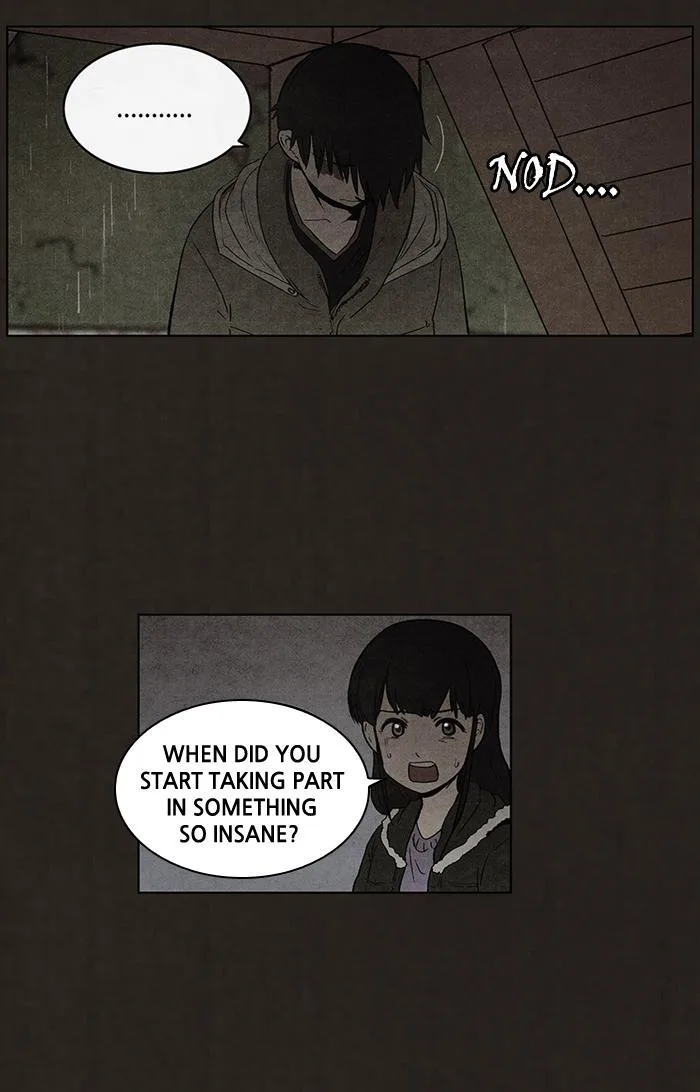 ...........
NOD....
WHEN DID YOU
START TAKING PART
IN SOMETHING
SO INSANE?